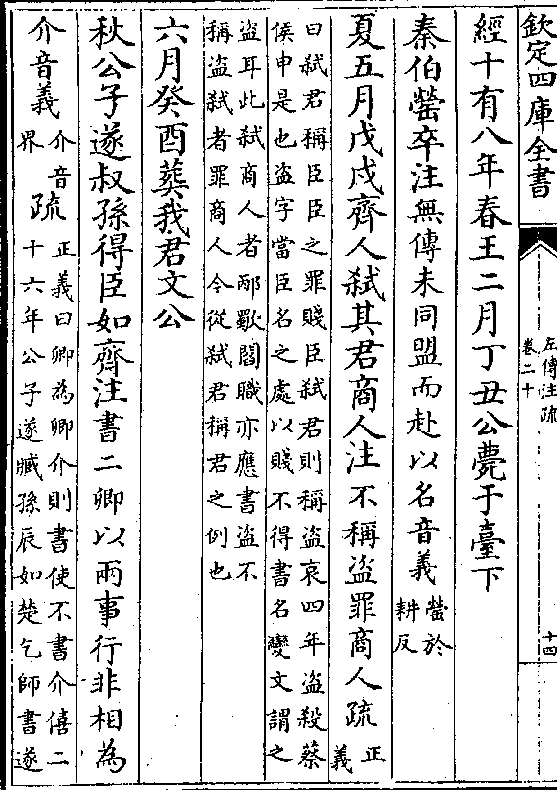 欽定四庫全書
左傳注疏
卷二十
十四
經十有八年春王二月丁丑公薨于臺下
秦伯罃卒注無傳未同盟而赴以名音義罃於
耕反
夏五月戊戌齊人弑其君商人注不稱盜罪商人疏正
義
曰弑君稱臣臣之罪賤臣弑君則稱盜哀四年盜殺蔡
侯申是也盜字當臣名之處以賤不得書名變文謂之
盜耳此弑商人者邴歜閻職亦應書盜不
稱盜弑者罪商人令從弑君稱君之例也
六月癸酉葬我君文公
秋公子遂叔孫得臣如齊注書二卿以兩事行非相為
介音義介音
界疏正義曰卿為卿介則書使不書介僖二
十六年公子遂臧孫辰如楚乞師書遂